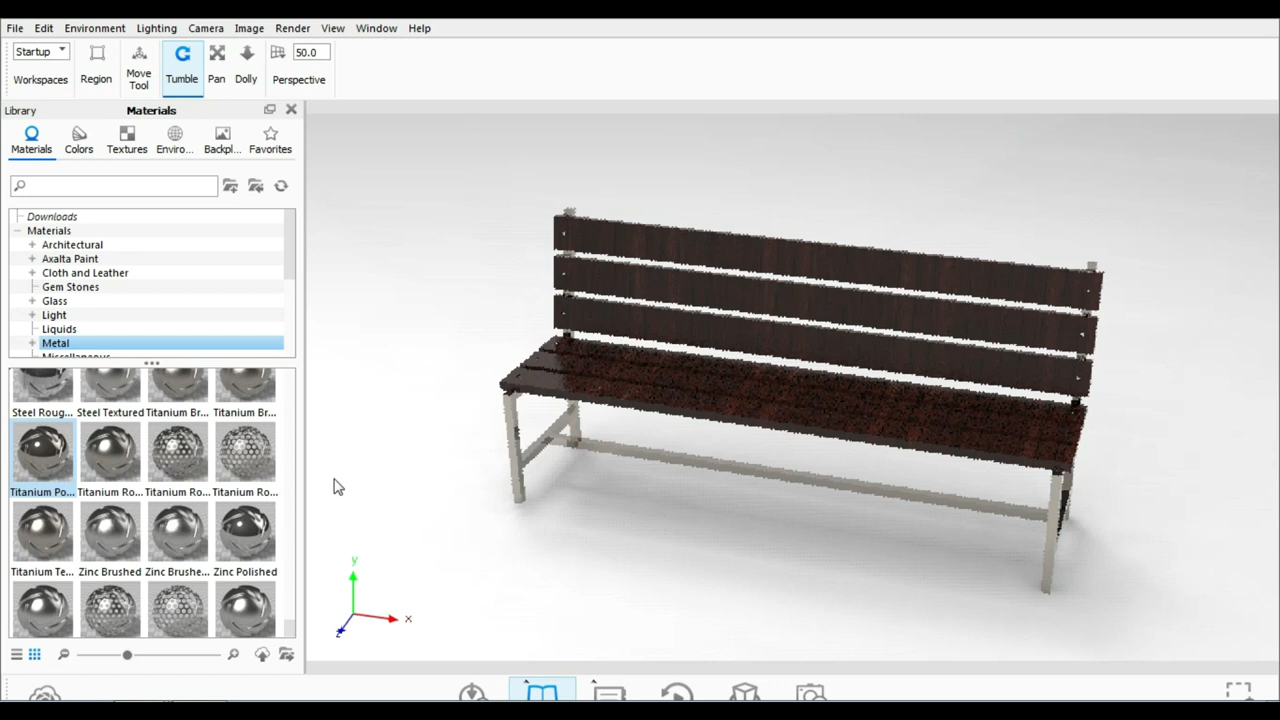 File Edit Environment Lighting Camera Image Render View Window Help
Startup 50.0
Workspaces Region Move Tool Tumble Pan Dolly Perspective
Library Materials
Materials Colors Textures Enviro... Backpl... Favorites
Downloads
Materials
Architectural
Axalta Paint
Cloth and Leather
Gem Stones
Glass
Light
Liquids
Metal
Miscellaneous
Steel Roug... Steel Textured Titanium Br... Titanium Br...
Titanium Po... Titanium Ro... Titanium Ro... Titanium Ro...
Titanium Te... Zinc Brushed Zinc Brushe... Zinc Polished
y
x
z